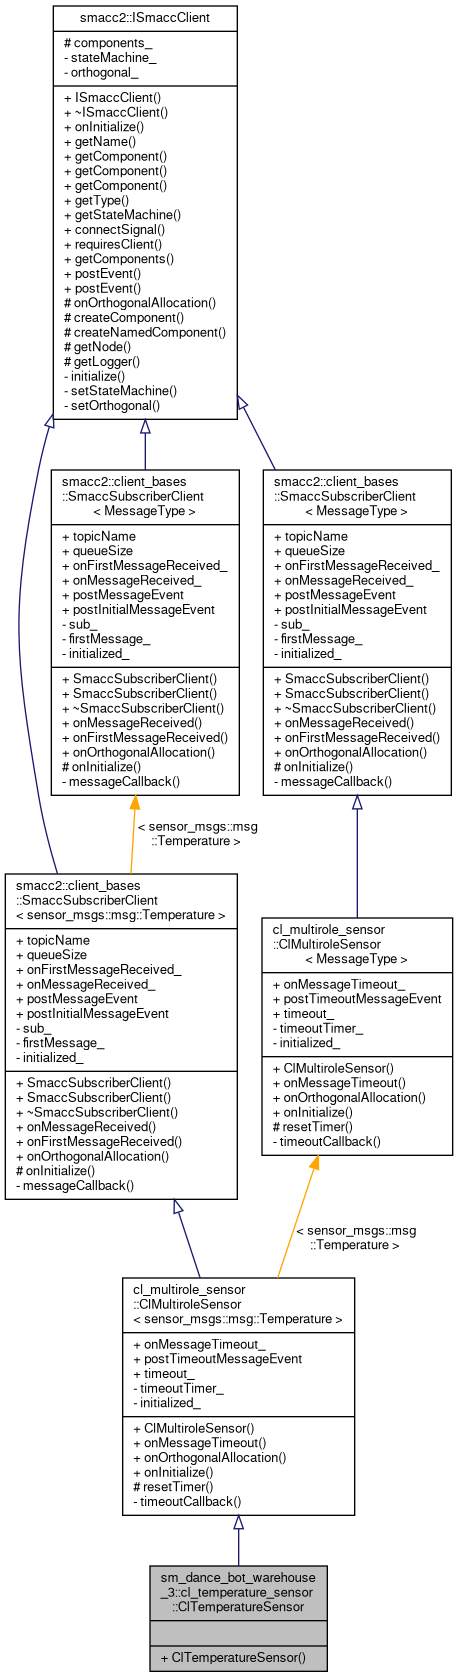 smacc2::ISmaccClient
# components_
- stateMachine_
- orthogonal_
+ ISmaccClient()
+ ~ISmaccClient()
+ onInitialize()
+ getName()
+ getComponent()
+ getComponent()
+ getComponent()
+ getType()
+ getStateMachine()
+ connectSignal()
+ requiresClient()
+ getComponents()
+ postEvent()
+ postEvent()
# onOrthogonalAllocation()
# createComponent()
# createNamedComponent()
# getNode()
# getLogger()
- initialize()
- setStateMachine()
- setOrthogonal()
smacc2::client_bases
::SmaccSubscriberClient
< MessageType >
+ topicName
+ queueSize
+ onFirstMessageReceived_
+ onMessageReceived_
+ postMessageEvent
+ postInitialMessageEvent
- sub_
- firstMessage_
- initialized_
+ SmaccSubscriberClient()
+ SmaccSubscriberClient()
+ ~SmaccSubscriberClient()
+ onMessageReceived()
+ onFirstMessageReceived()
+ onOrthogonalAllocation()
# onInitialize()
- messageCallback()
smacc2::client_bases
::SmaccSubscriberClient
< MessageType >
+ topicName
+ queueSize
+ onFirstMessageReceived_
+ onMessageReceived_
+ postMessageEvent
+ postInitialMessageEvent
- sub_
- firstMessage_
- initialized_
+ SmaccSubscriberClient()
+ SmaccSubscriberClient()
+ ~SmaccSubscriberClient()
+ onMessageReceived()
+ onFirstMessageReceived()
+ onOrthogonalAllocation()
# onInitialize()
- messageCallback()
< sensor_msgs::msg
::Temperature >
smacc2::client_bases
::SmaccSubscriberClient
< sensor_msgs::msg::Temperature >
+ topicName
+ queueSize
+ onFirstMessageReceived_
+ onMessageReceived_
+ postMessageEvent
+ postInitialMessageEvent
- sub_
- firstMessage_
- initialized_
+ SmaccSubscriberClient()
+ SmaccSubscriberClient()
+ ~SmaccSubscriberClient()
+ onMessageReceived()
+ onFirstMessageReceived()
+ onOrthogonalAllocation()
# onInitialize()
- messageCallback()
cl_multirole_sensor
::ClMultiroleSensor
< MessageType >
+ onMessageTimeout_
+ postTimeoutMessageEvent
+ timeout_
- timeoutTimer_
- initialized_
+ ClMultiroleSensor()
+ onMessageTimeout()
+ onOrthogonalAllocation()
+ onInitialize()
# resetTimer()
- timeoutCallback()
< sensor_msgs::msg
::Temperature >
cl_multirole_sensor
::ClMultiroleSensor
< sensor_msgs::msg::Temperature >
+ onMessageTimeout_
+ postTimeoutMessageEvent
+ timeout_
- timeoutTimer_
- initialized_
+ ClMultiroleSensor()
+ onMessageTimeout()
+ onOrthogonalAllocation()
+ onInitialize()
# resetTimer()
- timeoutCallback()
sm_dance_bot_warehouse
_3::cl_temperature_sensor
::ClTemperatureSensor
+ ClTemperatureSensor()